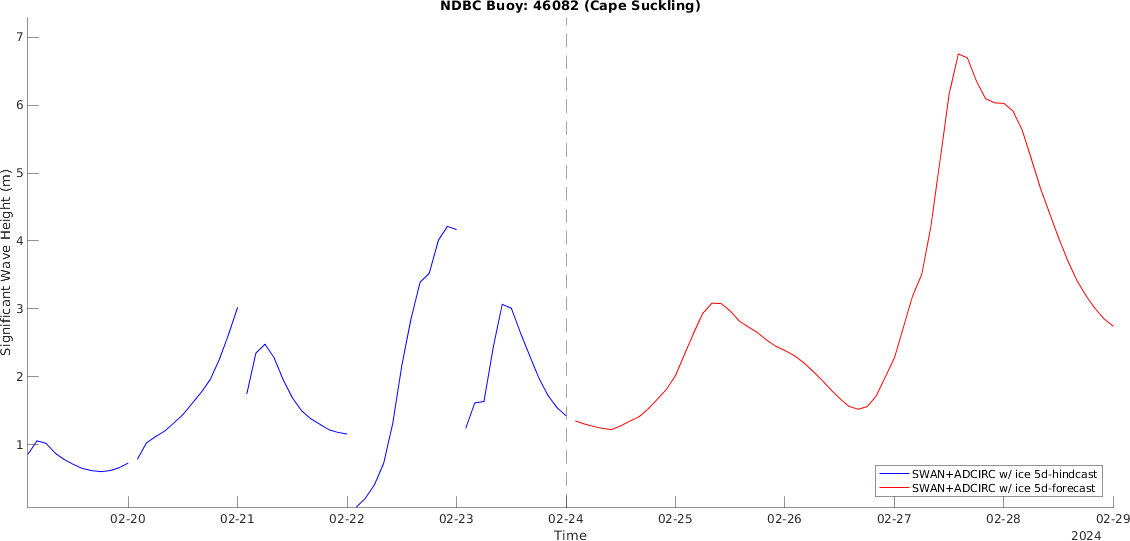 NDBC Buoy: 46082 (Cape Suckling)
Significant Wave Height (m)
7
6
5
4
3
2
1
SWAN+ADCIRC w/ ice 5d-hindcast
SWAN+ADCIRC w/ ice 5d-forecast
02-20 02-21 02-22 02-23 02-24 02-25 02-26 02-27 02-28 02-29
Time
2024